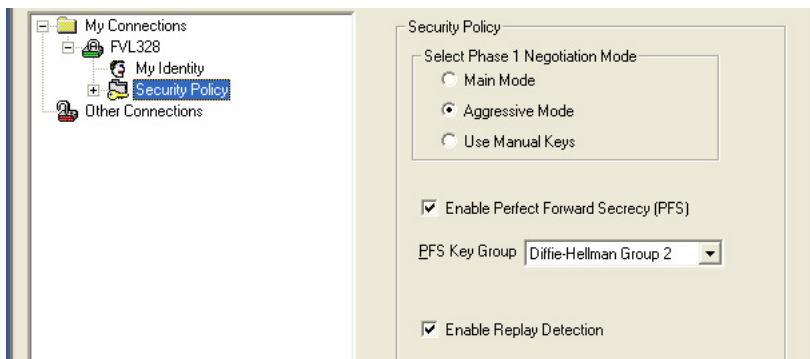 My Connections
FVL328
My Identity
Security Policy
Other Connections
Security Policy
Select Phase 1 Negotiation Mode
Main Mode
Aggressive Mode
Use Manual Keys
Enable Perfect Forward Secrecy (PFS)
PFS Key Group Diffie-Hellman Group 2
Enable Replay Detection